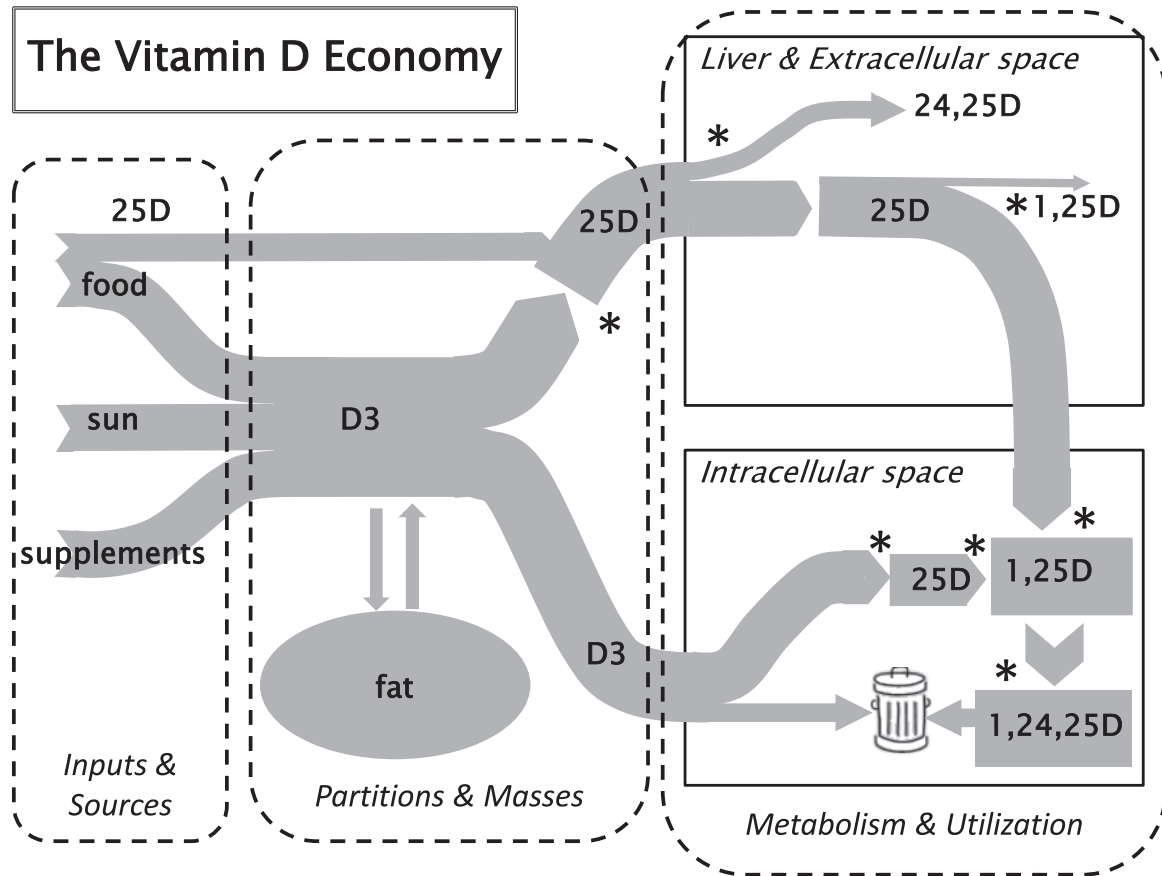 The Vitamin D Economy
25D
food
sun
supplements
Inputs &
Sources
D3
fat
25D
*
D3
Partitions & Masses
Liver & Extracellular space
*
24,25D
25D
*1,25D
Intracellular space
*
25D
*
*
1,25D
*
1,24,25D
Metabolism & Utilization